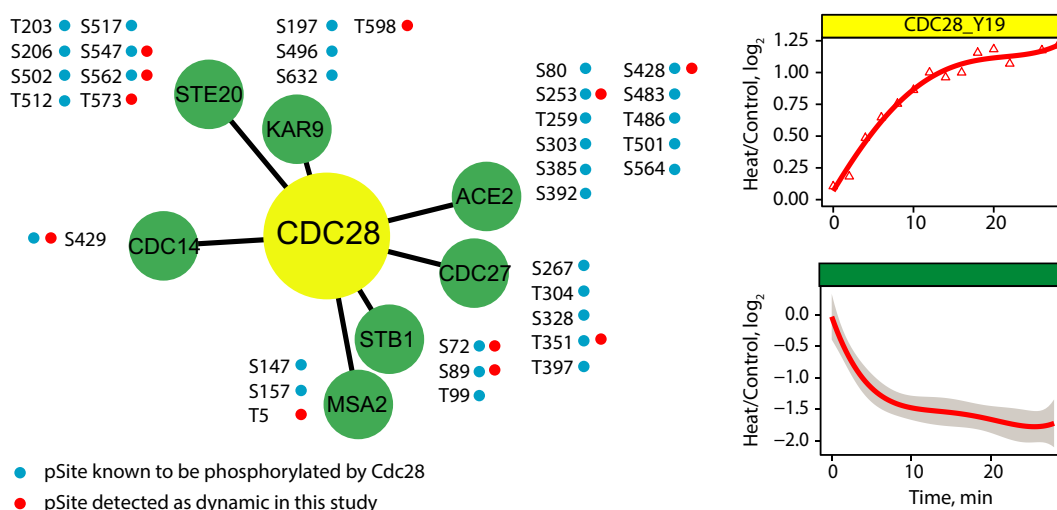 T203 S517
S206 S547
S502 S562
T512 T573
STE20
S197 T598
S496
S632
KAR9
S80 S428
S253 S483
T259 T486
S303 T501
S385 S564
S392
ACE2
CDC28
S429
CDC14
CDC27
S267
T304
S328
T351
T397
STB1
S72
S89
T99
S147
S157
T5
MSA2
pSite known to be phosphorylated by Cdc28
pSite detected as dynamic in this study
CDC28_Y19
Heat/Control, log2
1.25
1.00
0.75
0.50
0.25
0.00
0 10 20
Heat/Control, log2
0.0
−0.5
−1.0
−1.5
−2.0
0 10 20
Time, min